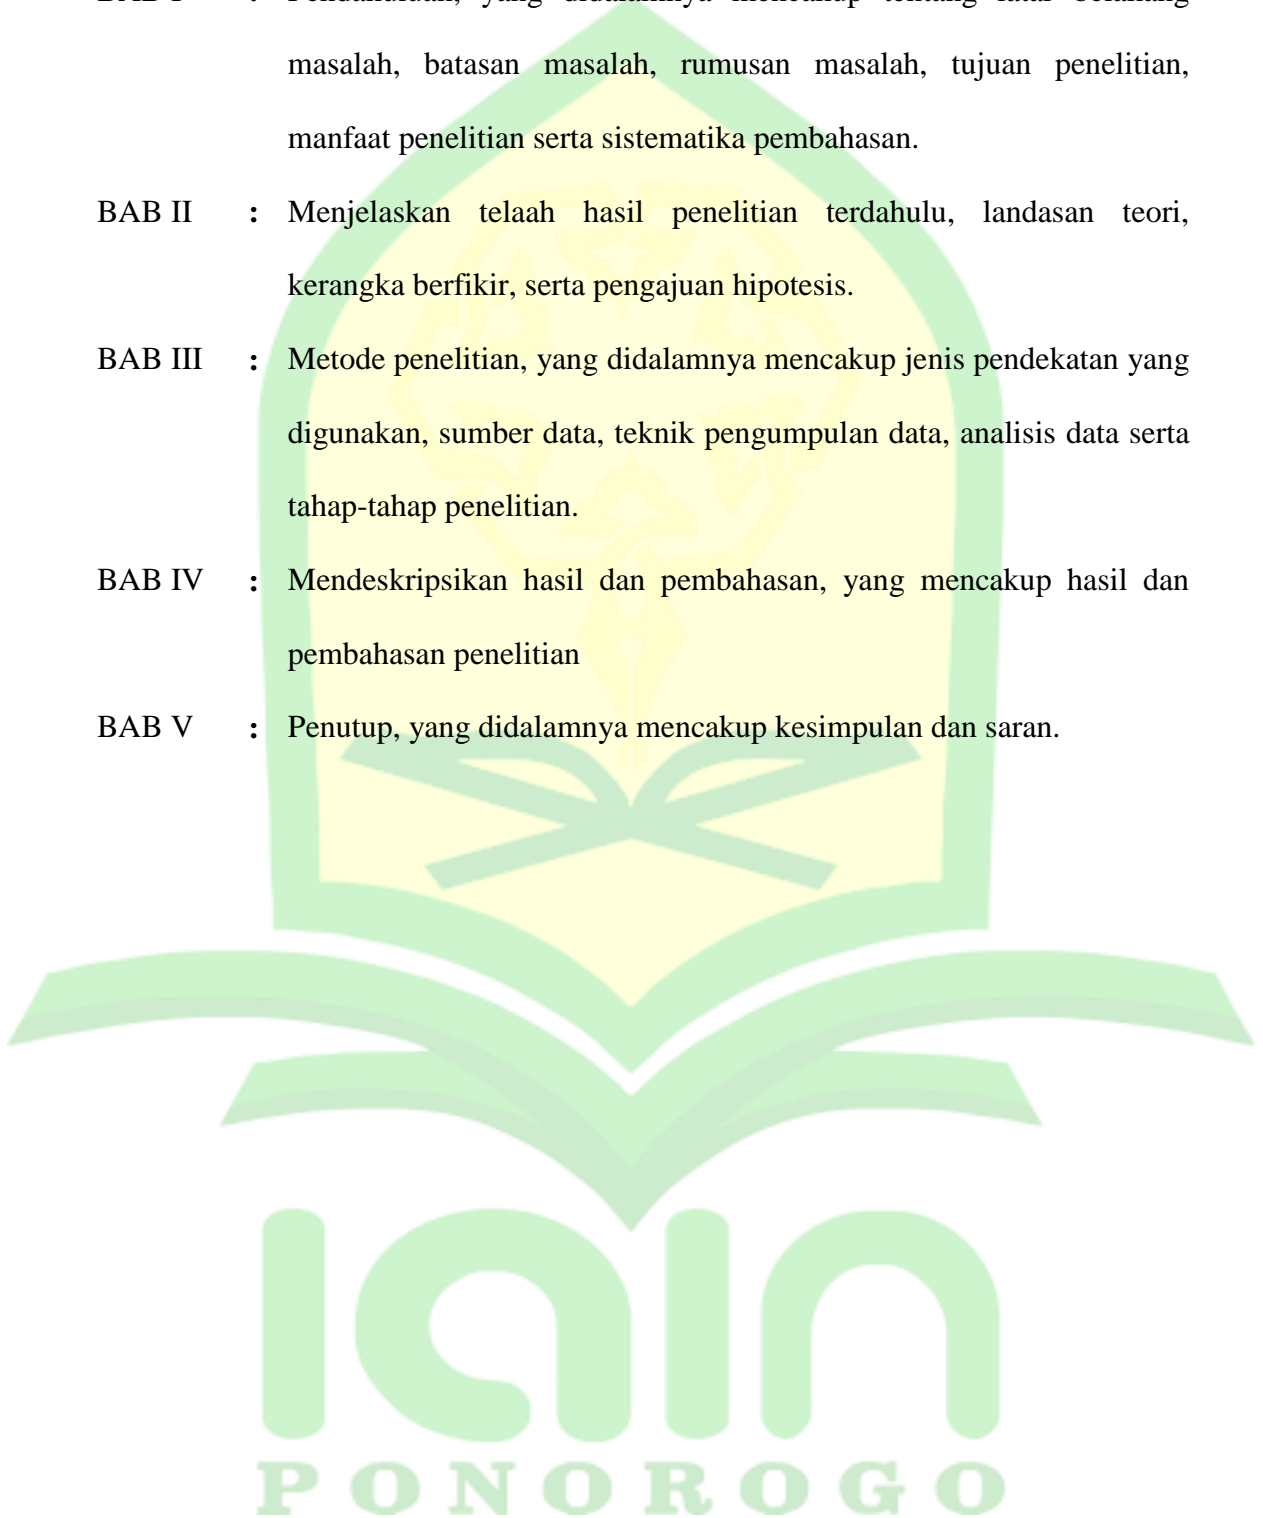 masalah, batasan masalah, rumusan masalah, tujuan penelitian,
manfaat penelitian serta sistematika pembahasan.
BAB II : Menjelaskan telaah hasil penelitian terdahulu, landasan teori,
kerangka berfikir, serta pengajuan hipotesis.
BAB III : Metode penelitian, yang didalamnya mencakup jenis pendekatan yang
digunakan, sumber data, teknik pengumpulan data, analisis data serta
tahap-tahap penelitian.
BAB IV : Mendeskripsikan hasil dan pembahasan, yang mencakup hasil dan
pembahasan penelitian
BAB V : Penutup, yang didalamnya mencakup kesimpulan dan saran.
iain
PONOROGO